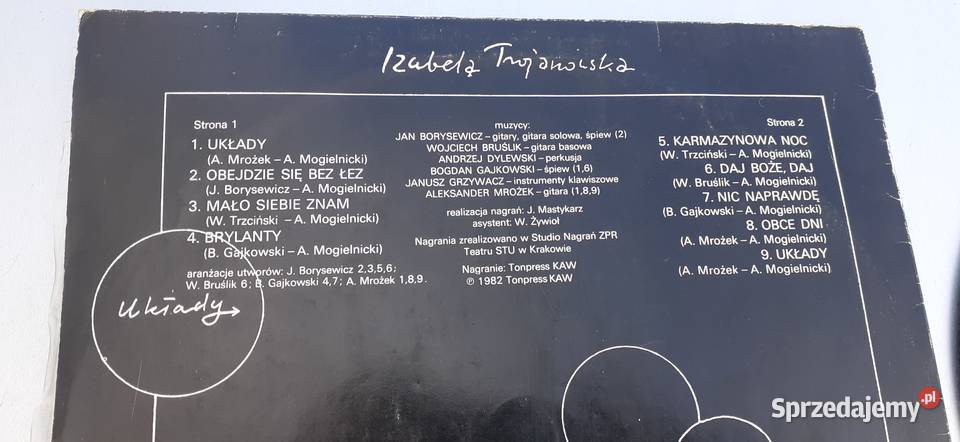 Izabela Trojanowska
Strona 1
1. UKŁADY
(A. Mrożek – A. Mogielnicki)
2. OBEJDZIE SIĘ BEZ ŁEZ
(J. Borysewicz – A. Mogielnicki)
3. MAŁO SIEBIE ZNAM
(W. Trzciński – A. Mogielnicki)
4. BRYLANTY
(B. Gajkowski – A. Mogielnicki)
aranżacje utworów: J. Borysewicz 2,3,5,6;
W. Bruślik 6; B. Gajkowski 4,7; A. Mrożek 1,8,9.
Układy
muzycy:
JAN BORYSEWICZ – gitary, gitara solowa, śpiew (2)
WOJCIECH BRUŚLIK – gitara basowa
ANDRZEJ DYLEWSKI – perkusja
BOGDAN GAJKOWSKI – śpiew (1,6)
JANUSZ GRZYWACZ – instrumenty klawiszowe
ALEKSANDER MROŻEK – gitara (1,8,9)
realizacja nagrań: J. Mastykarz
asystent: W. Żywioł
Nagrania zrealizowano w Studio Nagrań ZPR
Teatru STU w Krakowie
Nagranie: Tonpress KAW
℗ 1982 Tonpress KAW
Strona 2
5. KARMAZYNOWA NOC
(W. Trzciński – A. Mogielnicki)
6. DAJ BOŻE, DAJ
(W. Bruślik – A. Mogielnicki)
7. NIC NAPRAWDĘ
(B. Gajkowski – A. Mogielnicki)
8. OBCE DNI
(A. Mrożek – A. Mogielnicki)
9. UKŁADY
(A. Mrożek – A. Mogielnicki)
Sprzedajemy.pl